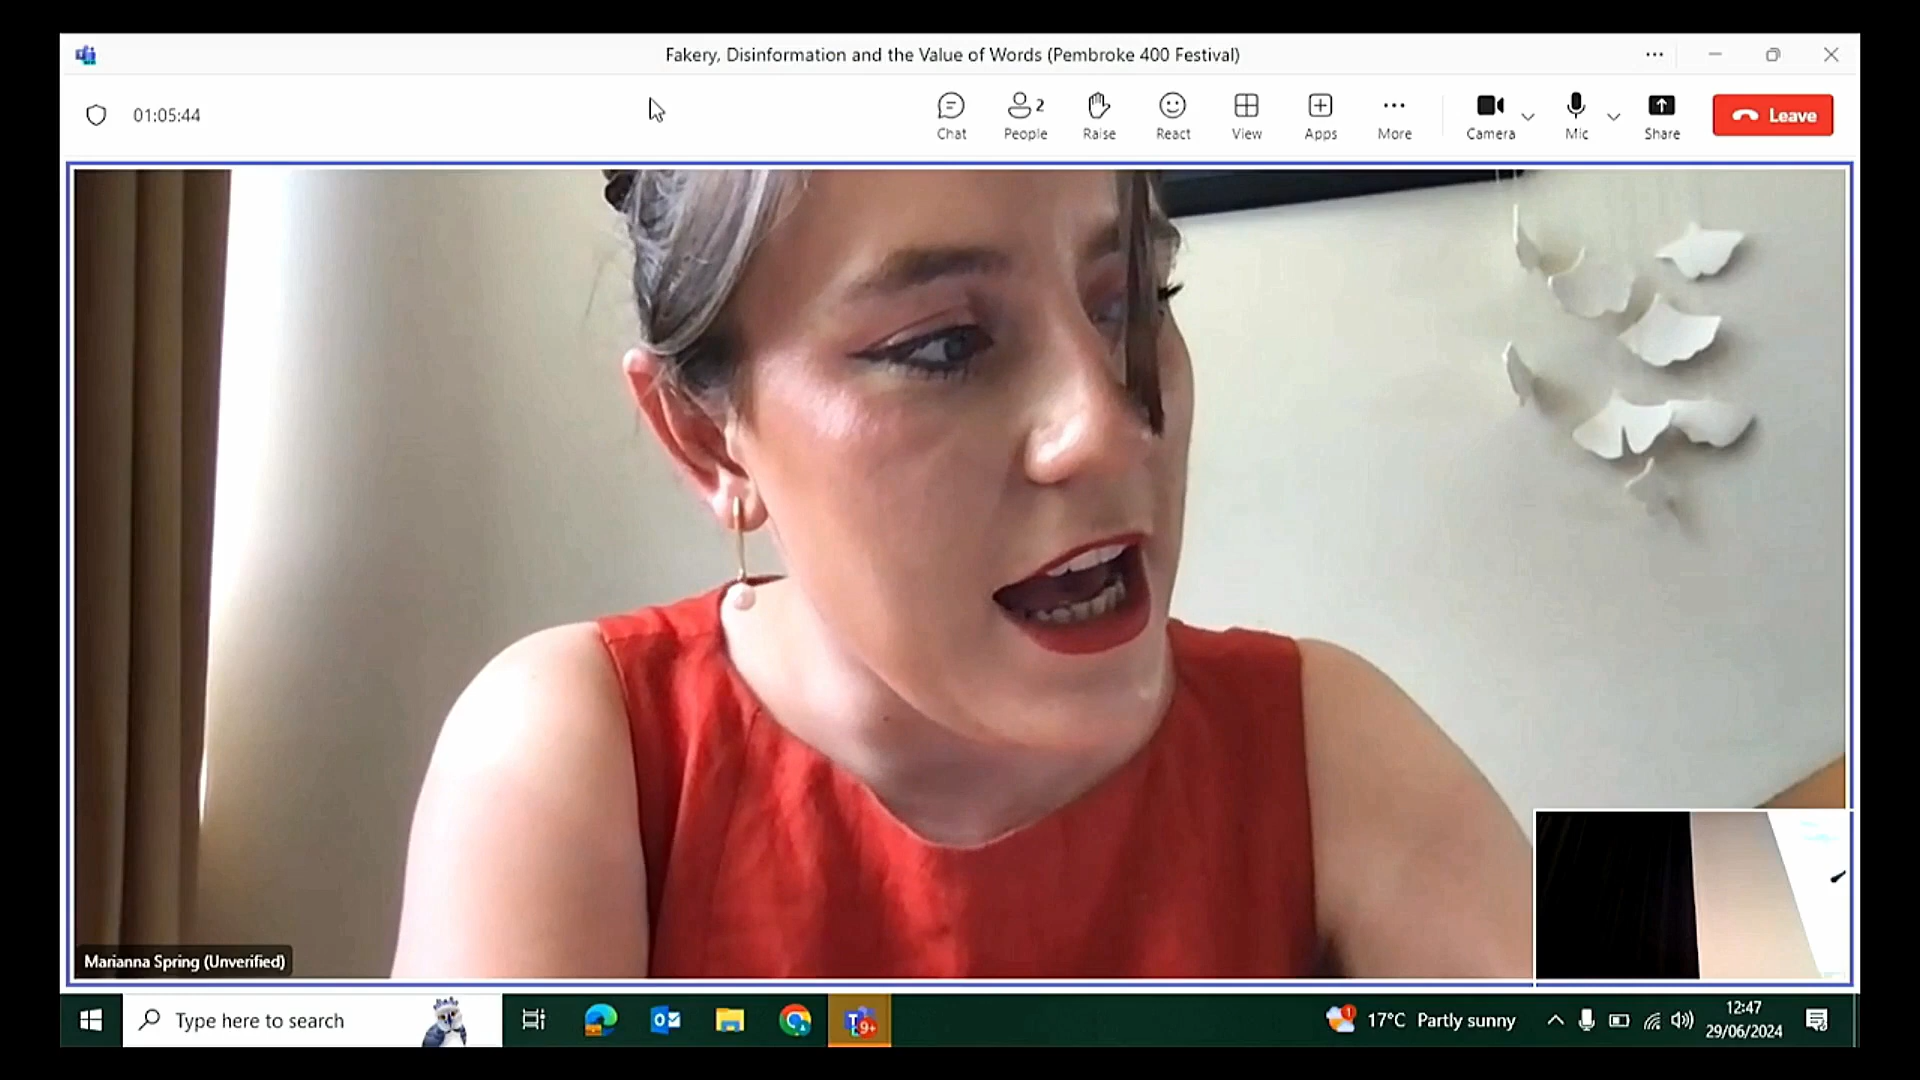 Fakery, Disinformation and the Value of Words (Pembroke 400 Festival)
01:05:44
2
Chat People Raise React View Apps More Camera Mic Share Leave
Marianna Spring (Unverified)
Type here to search
9+
1
17°C Partly sunny
12:47
29/06/2024